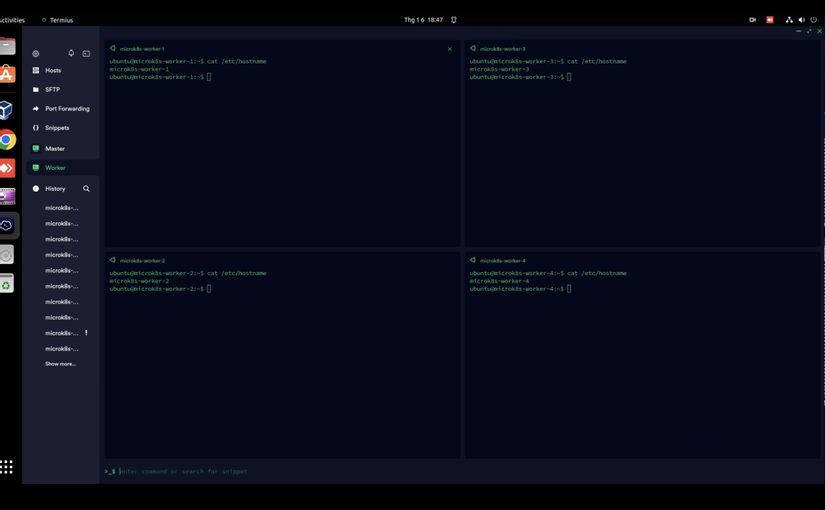 Activities
Termius
Thg 1 6 18:47
Hosts
SFTP
Port Forwarding
Snippets
Master
Worker
History
microk8s-...
microk8s-...
microk8s-...
microk8s-...
microk8s-...
microk8s-...
microk8s-...
microk8s-...
microk8s-... !
microk8s-...
Show more...
microk8s-worker-1
ubuntu@microk8s-worker-1:~$ cat /etc/hostname
microk8s-worker-1
ubuntu@microk8s-worker-1:~$
microk8s-worker-3
ubuntu@microk8s-worker-3:~$ cat /etc/hostname
microk8s-worker-3
ubuntu@microk8s-worker-3:~$
microk8s-worker-2
ubuntu@microk8s-worker-2:~$ cat /etc/hostname
microk8s-worker-2
ubuntu@microk8s-worker-2:~$
microk8s-worker-4
ubuntu@microk8s-worker-4:~$ cat /etc/hostname
microk8s-worker-4
ubuntu@microk8s-worker-4:~$
>_$ enter command or search for snippet